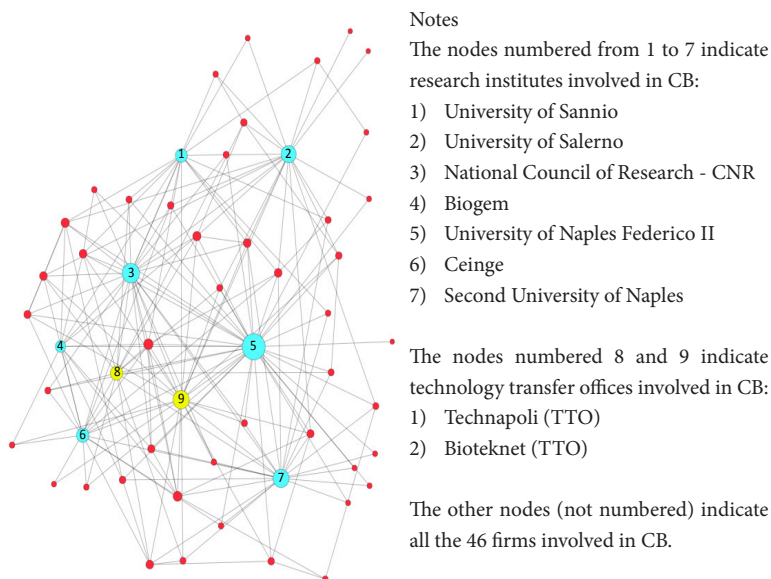 1
2
3
4
5
6
7
8
9
Notes
The nodes numbered from 1 to 7 indicate
research institutes involved in CB:
1) University of Sannio
2) University of Salerno
3) National Council of Research - CNR
4) Biogem
5) University of Naples Federico II
6) Ceinge
7) Second University of Naples
The nodes numbered 8 and 9 indicate
technology transfer offices involved in CB:
1) Technapoli (TTO)
2) Bioteknet (TTO)
The other nodes (not numbered) indicate
all the 46 firms involved in CB.